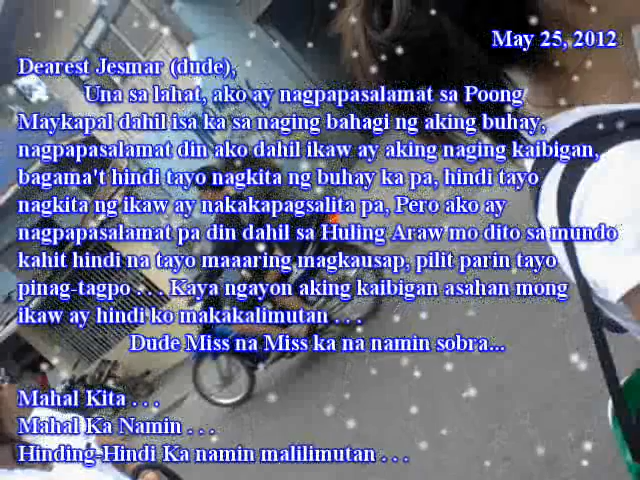 May 25, 2012
Dearest Jesmar (dude),
Una sa lahat, ako ay nagpapasalamat sa Poong
Maykapal dahil isa ka sa naging bahagi ng aking buhay,
nagpapasalamat din ako dahil ikaw ay aking naging kaibigan,
bagama't hindi tayo nagkita ng buhay ka pa, hindi tayo
nagkita ng ikaw ay nakakapagsalita pa, Pero ako ay
nagpapasalamat pa din dahil sa Huling Araw mo dito sa mundo
kahit hindi na tayo maaaring magkausap, pilit parin tayo
pinag-tagpo . . . Kaya ngayon aking kaibigan asahan mong
ikaw ay hindi ko makakalimutan . . .
Dude Miss na Miss ka na namin sobra...
Mahal Kita . . .
Mahal Ka Namin . . .
Hinding-Hindi Ka namin malilimutan . . .